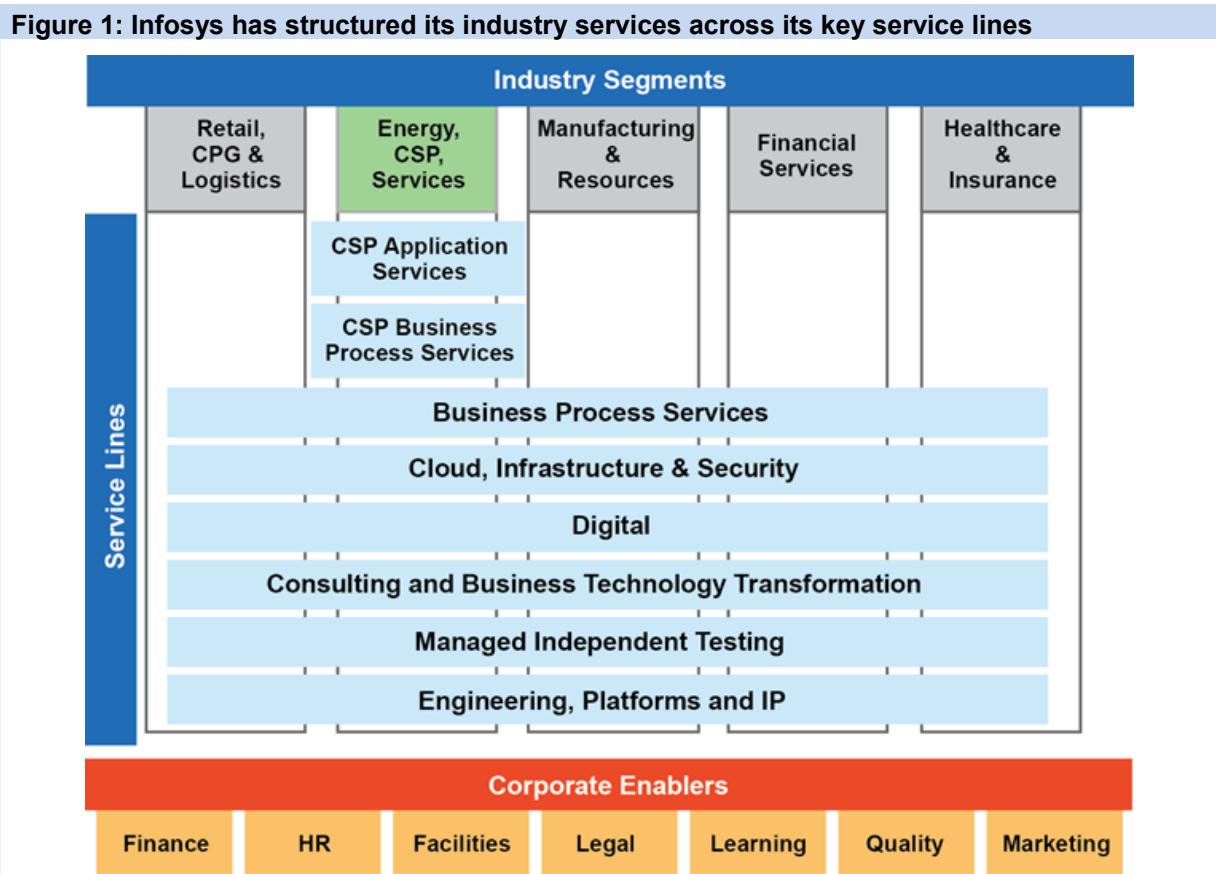 Figure 1: Infosys has structured its industry services across its key service lines
Industry Segments
Retail,
CPG &
Logistics
Energy,
CSP,
Services
Manufacturing
&
Resources
Financial
Services
Healthcare
&
Insurance
Service Lines
CSP Application
Services
CSP Business
Process Services
Business Process Services
Cloud, Infrastructure & Security
Digital
Consulting and Business Technology Transformation
Managed Independent Testing
Engineering, Platforms and IP
Corporate Enablers
Finance
HR
Facilities
Legal
Learning
Quality
Marketing